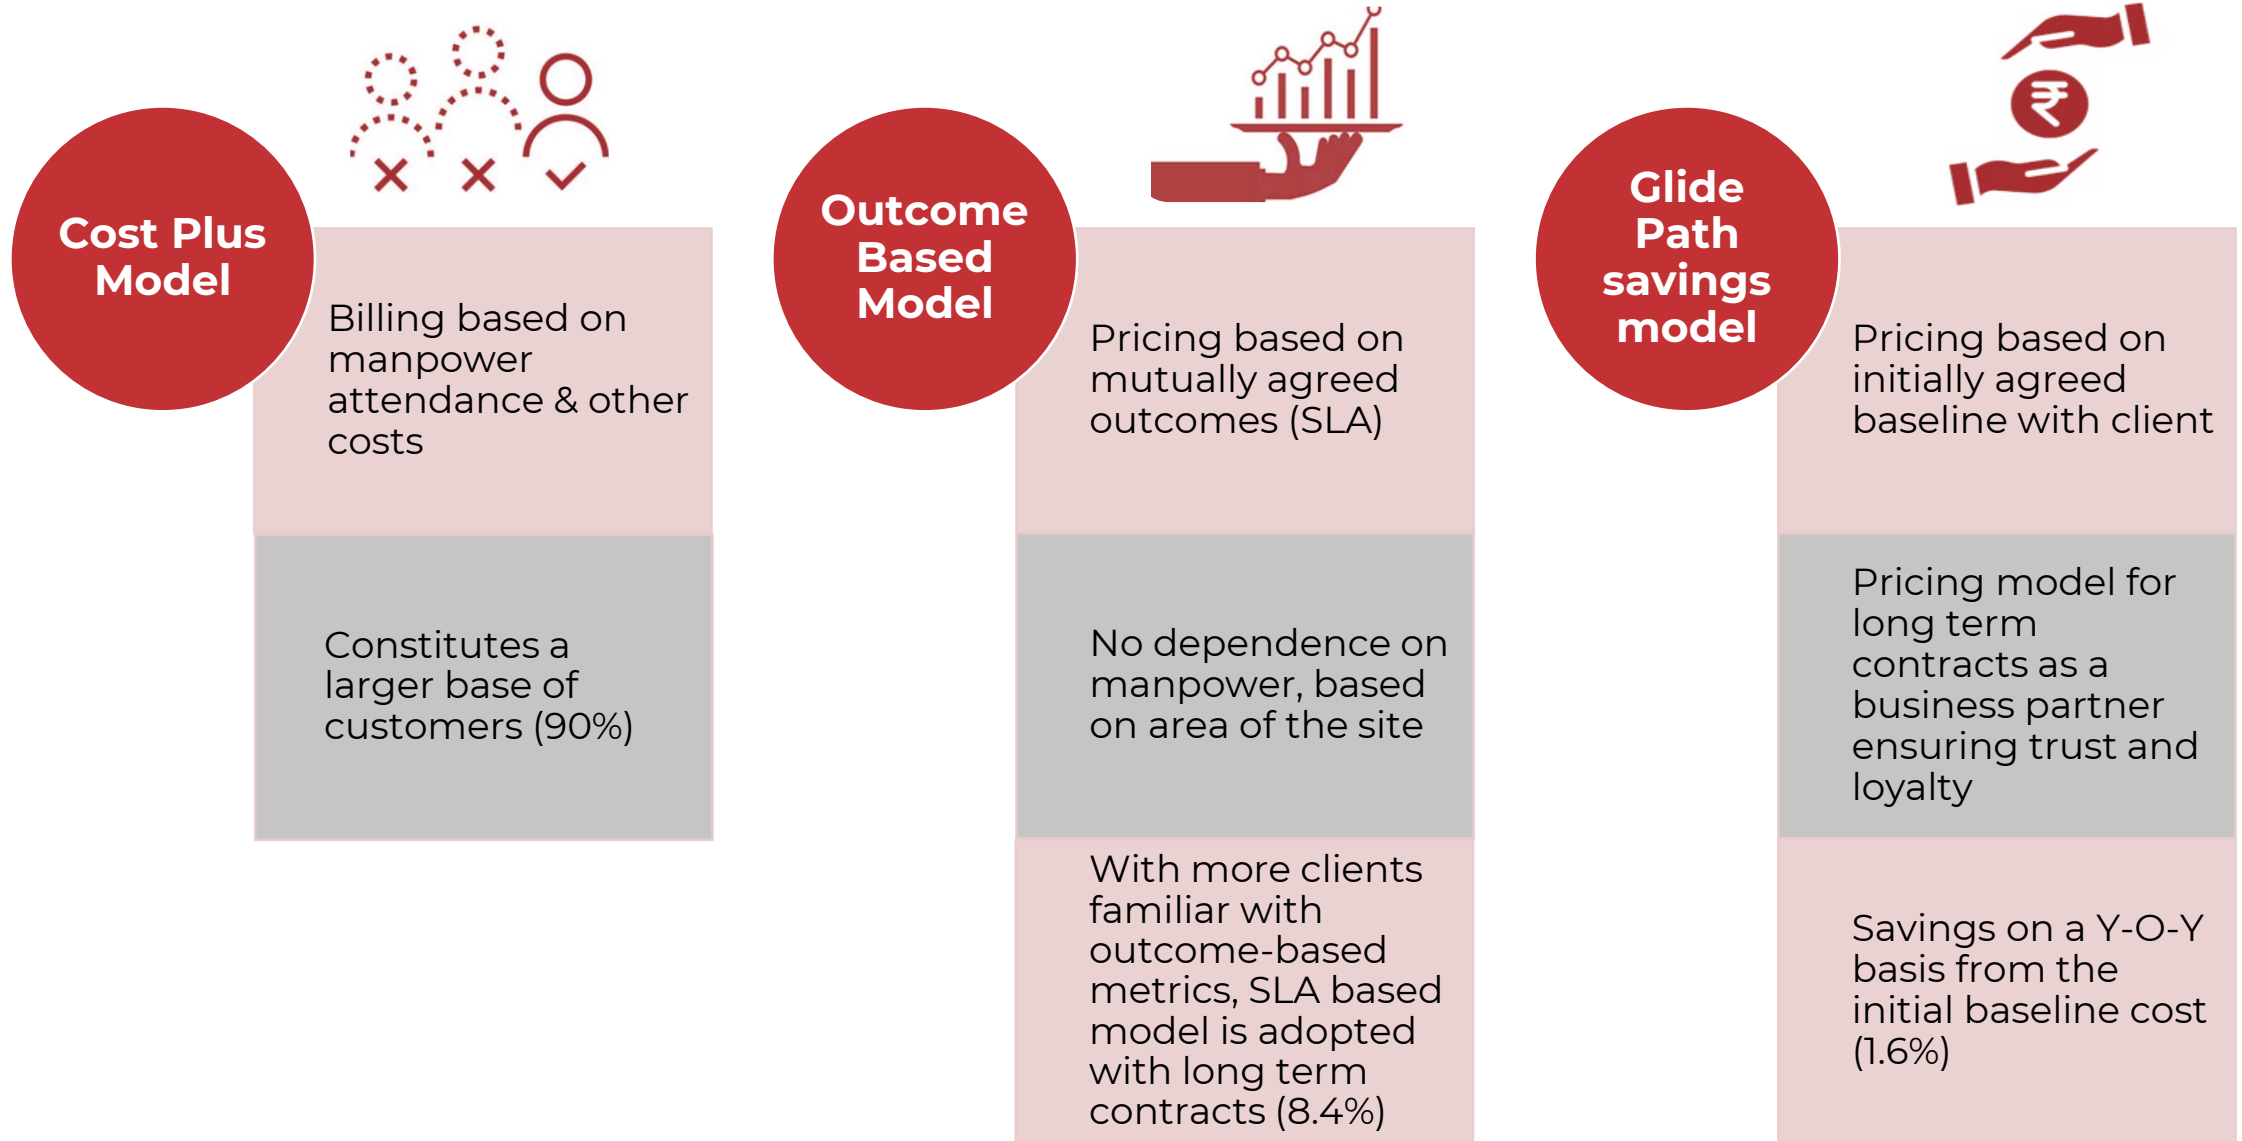 Cost Plus
Model
Billing based on
manpower
attendance & other
costs
Constitutes a
larger base of
customers (90%)
Outcome
Based
Model
Pricing based on
mutually agreed
outcomes (SLA)
No dependence on
manpower, based
on area of the site
With more clients
familiar with
outcome-based
metrics, SLA based
model is adopted
with long term
contracts (8.4%)
Glide
Path
savings
model
₹
Pricing based on
initially agreed
baseline with client
Pricing model for
long term
contracts as a
business partner
ensuring trust and
loyalty
Savings on a Y-O-Y
basis from the
initial baseline cost
(1.6%)